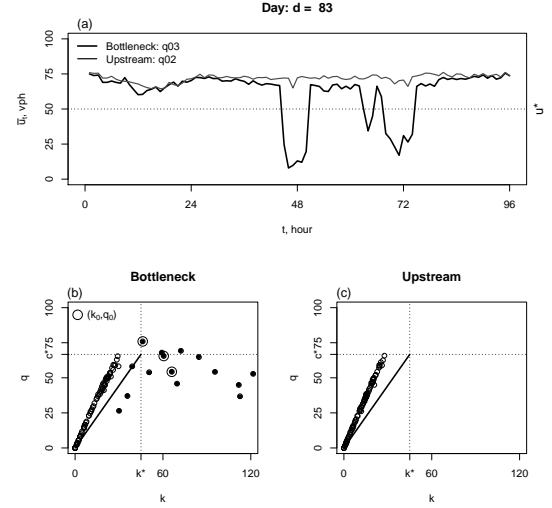 Day: d = 83
(a)
Bottleneck: q03
Upstream: q02
u̅t, vph
0 25 50 75 100
u*
0 24 48 72 96
t, hour
Bottleneck
(b)
(k0,q0)
q
0 25 50 75 100
0 k* 60 120
k
Upstream
(c)
q
0 25 50 75 100
0 k* 60 120
k